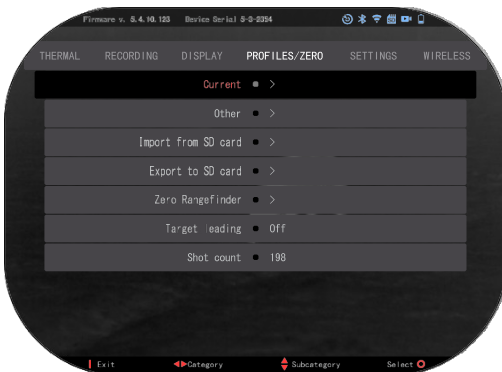 Firmware v. 5.4.10.123 Device Serial 5-3-2354
THERMAL RECORDING DISPLAY PROFILES/ZERO SETTINGS WIRELESS
Current >
Other >
Import from SD card >
Export to SD card >
Zero Rangefinder >
Target leading Off
Shot count 198
Exit Category Subcategory Select